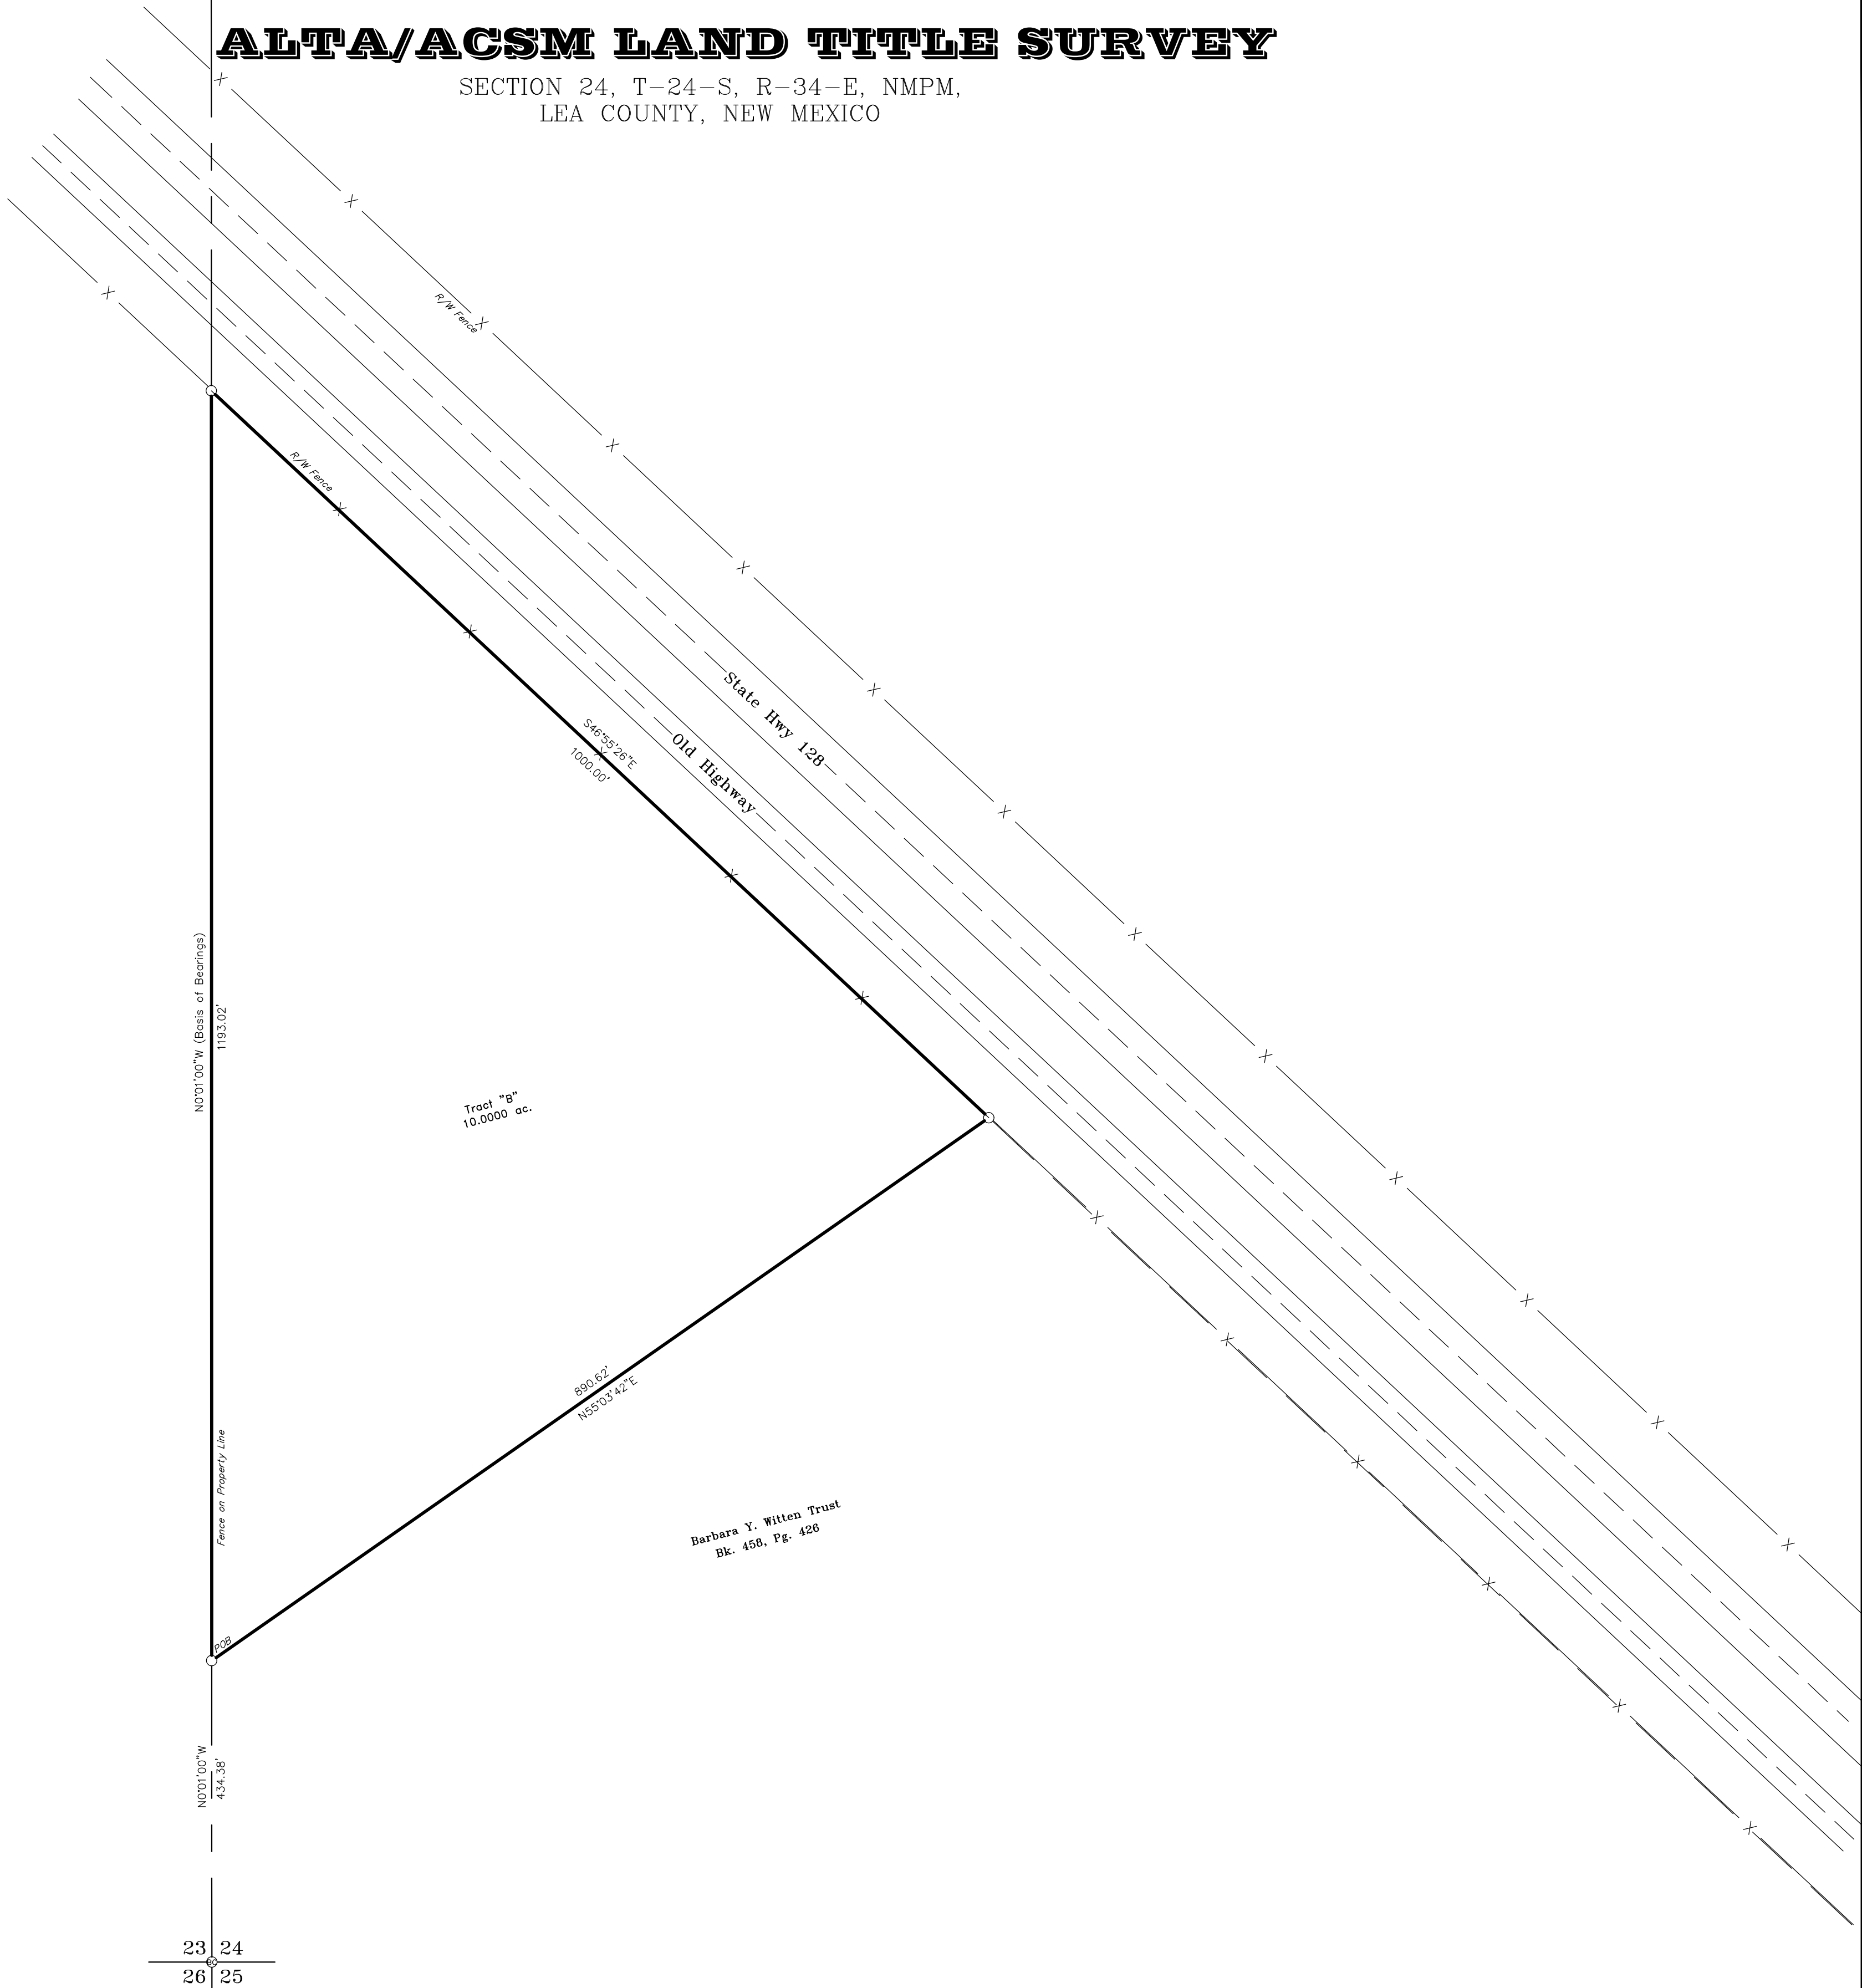 ALTA/ACSM LAND TITLE SURVEY
SECTION 24, T-24-S, R-34-E, NMPM,
LEA COUNTY, NEW MEXICO
R/W Fence
R/W Fence
State Hwy 128
Old Highway
S46°55'26"E
1000.00'
N0°01'00"W (Basis of Bearings)
1193.02'
Tract "B"
10.0000 ac.
890.62'
N55°03'42"E
Fence on Property Line
Barbara Y. Witten Trust
Bk. 458, Pg. 426
POB
N0°01'00"W
434.38'
23 24
26 25